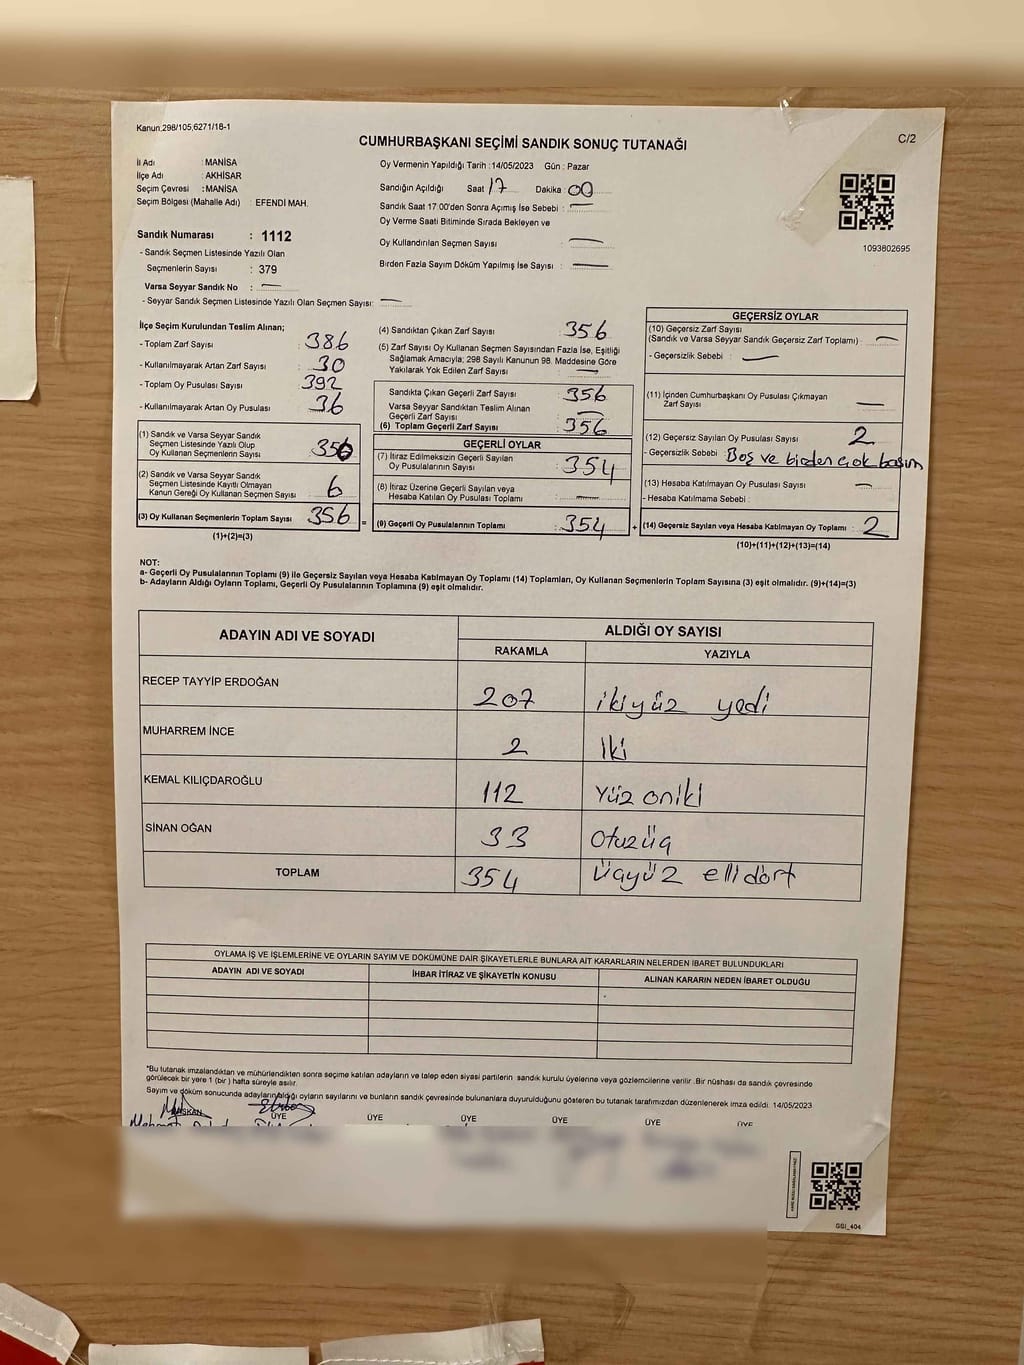 Kanun:298/105,6271/18-1
CUMHURBAŞKANI SEÇİMİ SANDIK SONUÇ TUTANAĞI
C/2
İl Adı : MANİSA
İlçe Adı : AKHİSAR
Seçim Çevresi : MANİSA
Seçim Bölgesi (Mahalle Adı) : EFENDİ MAH.
Oy Vermenin Yapıldığı Tarih : 14/05/2023 Gün : Pazar
Sandığın Açıldığı Saat 17 Dakika : 00
Sandık Saat 17:00'den Sonra Açımış İse Sebebi : —
Oy Verme Saati Bitiminde Sırada Bekleyen ve
Oy Kullandırılan Seçmen Sayısı —
Birden Fazla Sayım Döküm Yapılmış İse Sayısı : —
1093802695
Sandık Numarası : 1112
- Sandık Seçmen Listesinde Yazılı Olan
Seçmenlerin Sayısı : 379
Varsa Seyyar Sandık No : —
- Seyyar Sandık Seçmen Listesinde Yazılı Olan Seçmen Sayısı: —
İlçe Seçim Kurulundan Teslim Alınan;
- Toplam Zarf Sayısı : 386
- Kullanılmayarak Artan Zarf Sayısı : 30
- Toplam Oy Pusulası Sayısı : 392
- Kullanılmayarak Artan Oy Pusulası : 36
(1) Sandık ve Varsa Seyyar Sandık
Seçmen Listesinde Yazılı Olup
Oy Kullanan Seçmenlerin Sayısı
(2) Sandık ve Varsa Seyyar Sandık
Seçmen Listesinde Kayıtlı Olmayan
Kanun Gereği Oy Kullanan Seçmen Sayısı : 6
(3) Oy Kullanan Seçmenlerin Toplam Sayısı : 356
(1)+(2)=(3)
(4) Sandıktan Çıkan Zarf Sayısı : 356
(5) Zarf Sayısı Oy Kullanan Seçmen Sayısından Fazla İse, Eşitliği
Sağlamak Amacıyla; 298 Sayılı Kanunun 98. Maddesine Göre
Yakılarak Yok Edilen Zarf Sayısı : —
Sandıkta Çıkan Geçerli Zarf Sayısı : 356
Varsa Seyyar Sandıktan Teslim Alınan
Geçerli Zarf Sayısı : —
(6) Toplam Geçerli Zarf Sayısı : 356
GEÇERLİ OYLAR
(7) İtiraz Edilmeksizin Geçerli Sayılan
Oy Pusulalarının Sayısı : 354
(8) İtiraz Üzerine Geçerli Sayılan veya
Hesaba Katılan Oy Pusulası Toplamı : —
= (9) Geçerli Oy Pusulalarının Toplamı : 354
GEÇERSİZ OYLAR
(10) Geçersiz Zarf Sayısı
(Sandık ve Varsa Seyyar Sandık Geçersiz Zarf Toplamı) : —
- Geçersizlik Sebebi : —
(11) İçinden Cumhurbaşkanı Oy Pusulası Çıkmayan
Zarf Sayısı : —
(12) Geçersiz Sayılan Oy Pusulası Sayısı : 2
- Geçersizlik Sebebi : Boş ve birden çok basım
(13) Hesaba Katılmayan Oy Pusulası Sayısı : —
- Hesaba Katılmama Sebebi :
+ (14) Geçersiz Sayılan veya Hesaba Katılmayan Oy Toplamı : 2
(10)+(11)+(12)+(13)=(14)
NOT:
a- Geçerli Oy Pusulalarının Toplamı (9) ile Geçersiz Sayılan veya Hesaba Katılmayan Oy Toplamı (14) Toplamları, Oy Kullanan Seçmenlerin Toplam Sayısına (3) eşit olmalıdır. (9)+(14)=(3)
b- Adayların Aldığı Oyların Toplamı, Geçerli Oy Pusulalarının Toplamına (9) eşit olmalıdır.
ADAYIN ADI VE SOYADI ALDIĞI OY SAYISI
RAKAMLA YAZIYLA
RECEP TAYYİP ERDOĞAN 207 ikiyüz yedi
MUHARREM İNCE 2 İki
KEMAL KILIÇDAROĞLU 112 Yüz oniki
SİNAN OĞAN 33 Otuzüç
TOPLAM 354 Üçyüz ellidört
OYLAMA İŞ VE İŞLEMLERİNE VE OYLARIN SAYIM VE DÖKÜMÜNE DAİR ŞİKAYETLERLE BUNLARA AİT KARARLARIN NELERDEN İBARET BULUNDUKLARI
ADAYIN ADI VE SOYADI İHBAR İTİRAZ VE ŞİKAYETİN KONUSU ALINAN KARARIN NEDEN İBARET OLDUĞU
*Bu tutanak imzalandıktan ve mühürlendikten sonra seçime katılan adayların ve talep eden siyasi partilerin sandık kurulu üyelerine veya gözlemcilerine verilir .Bir nüshası da sandık çevresinde
görülecek bir yere 1 (bir ) hafta süreyle asılır.
Sayım ve döküm sonucunda adayların aldığı oyların sayılarını ve bunların sandık çevresinde bulunanlara duyurulduğunu gösteren bu tutanak tarafımızdan düzenlenerek imza edildi. 14/05/2023
BAŞKAN ÜYE ÜYE ÜYE ÜYE ÜYE ÜYE
GGI_404